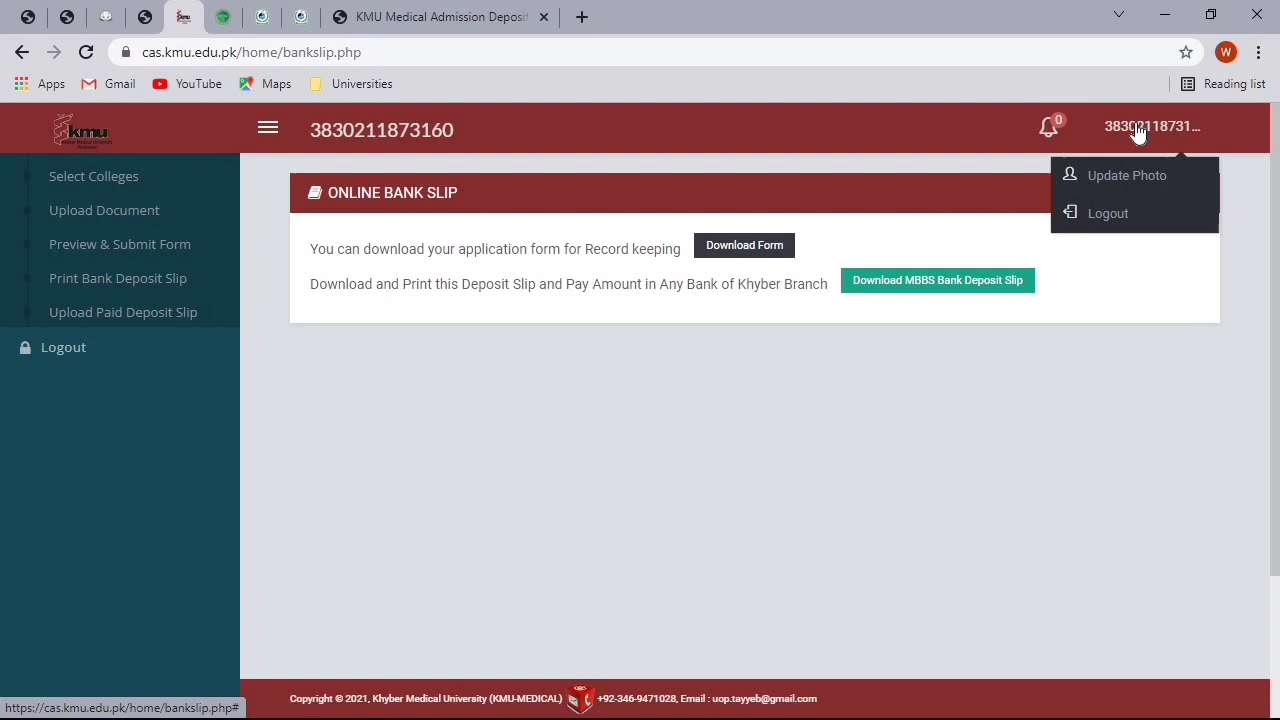 KMU Medical Admission Deposit
cas.kmu.edu.pk/home/bankslip.php
W
Apps
Gmail
YouTube
Maps
Universities
Reading list
kmu
3830211873160
0
38302118731...
Update Photo
Logout
Select Colleges
Upload Document
Preview & Submit Form
Print Bank Deposit Slip
Upload Paid Deposit Slip
Logout
ONLINE BANK SLIP
You can download your application form for Record keeping
Download Form
Download and Print this Deposit Slip and Pay Amount in Any Bank of Khyber Branch
Download MBBS Bank Deposit Slip
Copyright © 2021, Khyber Medical University (KMU-MEDICAL)
+92-346-9471028, Email : uop.tayyeb@gmail.com
https://cas.kmu.edu.pk/home/bankslip.php#